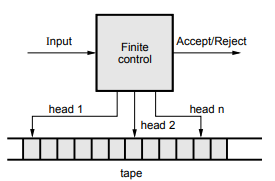 Input
Finite
control
Accept/Reject
head 1
head 2
head n
tape